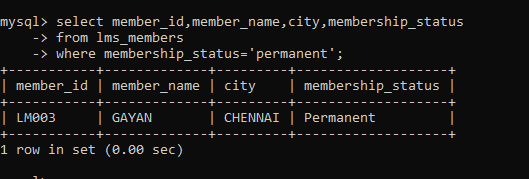 mysql> select member_id,member_name,city,membership_status
    -> from lms_members
    -> where membership_status='permanent';
+-----------+-------------+---------+-------------------+
| member_id | member_name | city    | membership_status |
+-----------+-------------+---------+-------------------+
| LM003     | GAYAN       | CHENNAI | Permanent         |
+-----------+-------------+---------+-------------------+
1 row in set (0.00 sec)